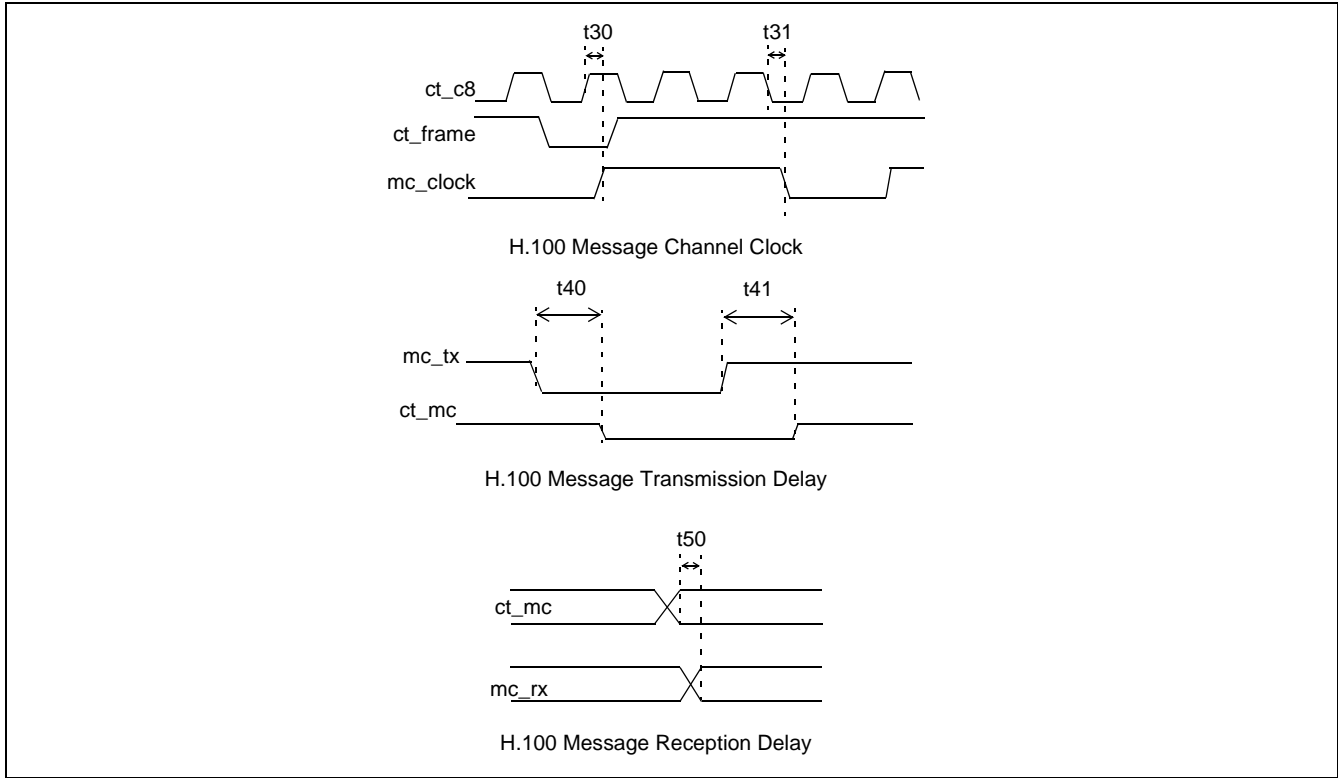 t30 t31
ct_c8
ct_frame
mc_clock
H.100 Message Channel Clock
t40 t41
mc_tx
ct_mc
H.100 Message Transmission Delay
t50
ct_mc
mc_rx
H.100 Message Reception Delay